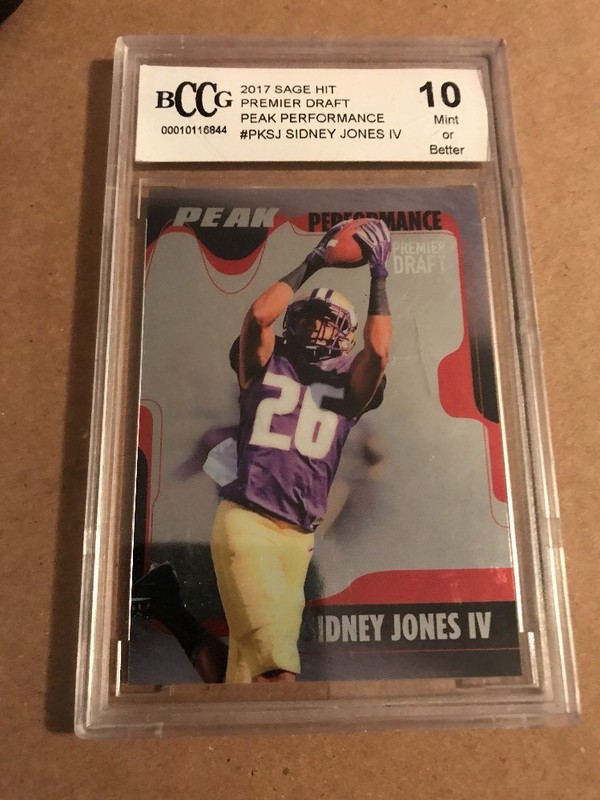 BCCG
00010116844
2017 SAGE HIT
PREMIER DRAFT
PEAK PERFORMANCE
#PKSJ SIDNEY JONES IV
10
Mint
or
Better
PEAK PERFORMANCE
PREMIER
DRAFT
26
SIDNEY JONES IV